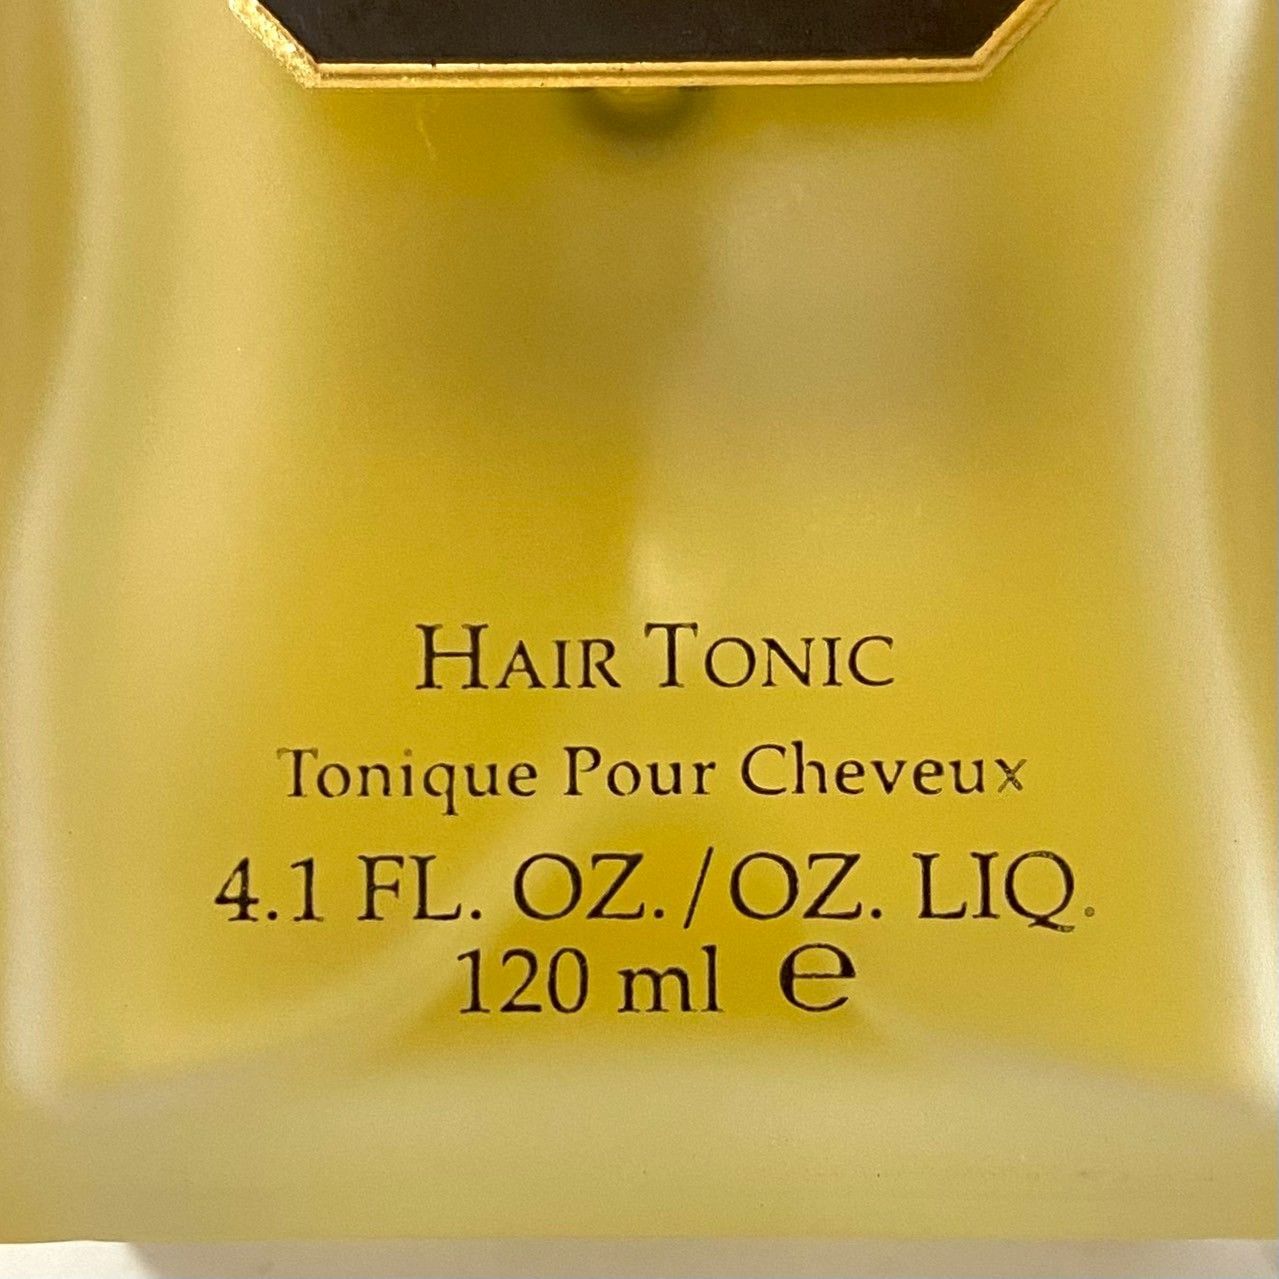 HAIR TONIC
Tonique Pour Cheveux
4.1 FL. OZ./OZ. LIQ.
120 ml ℮